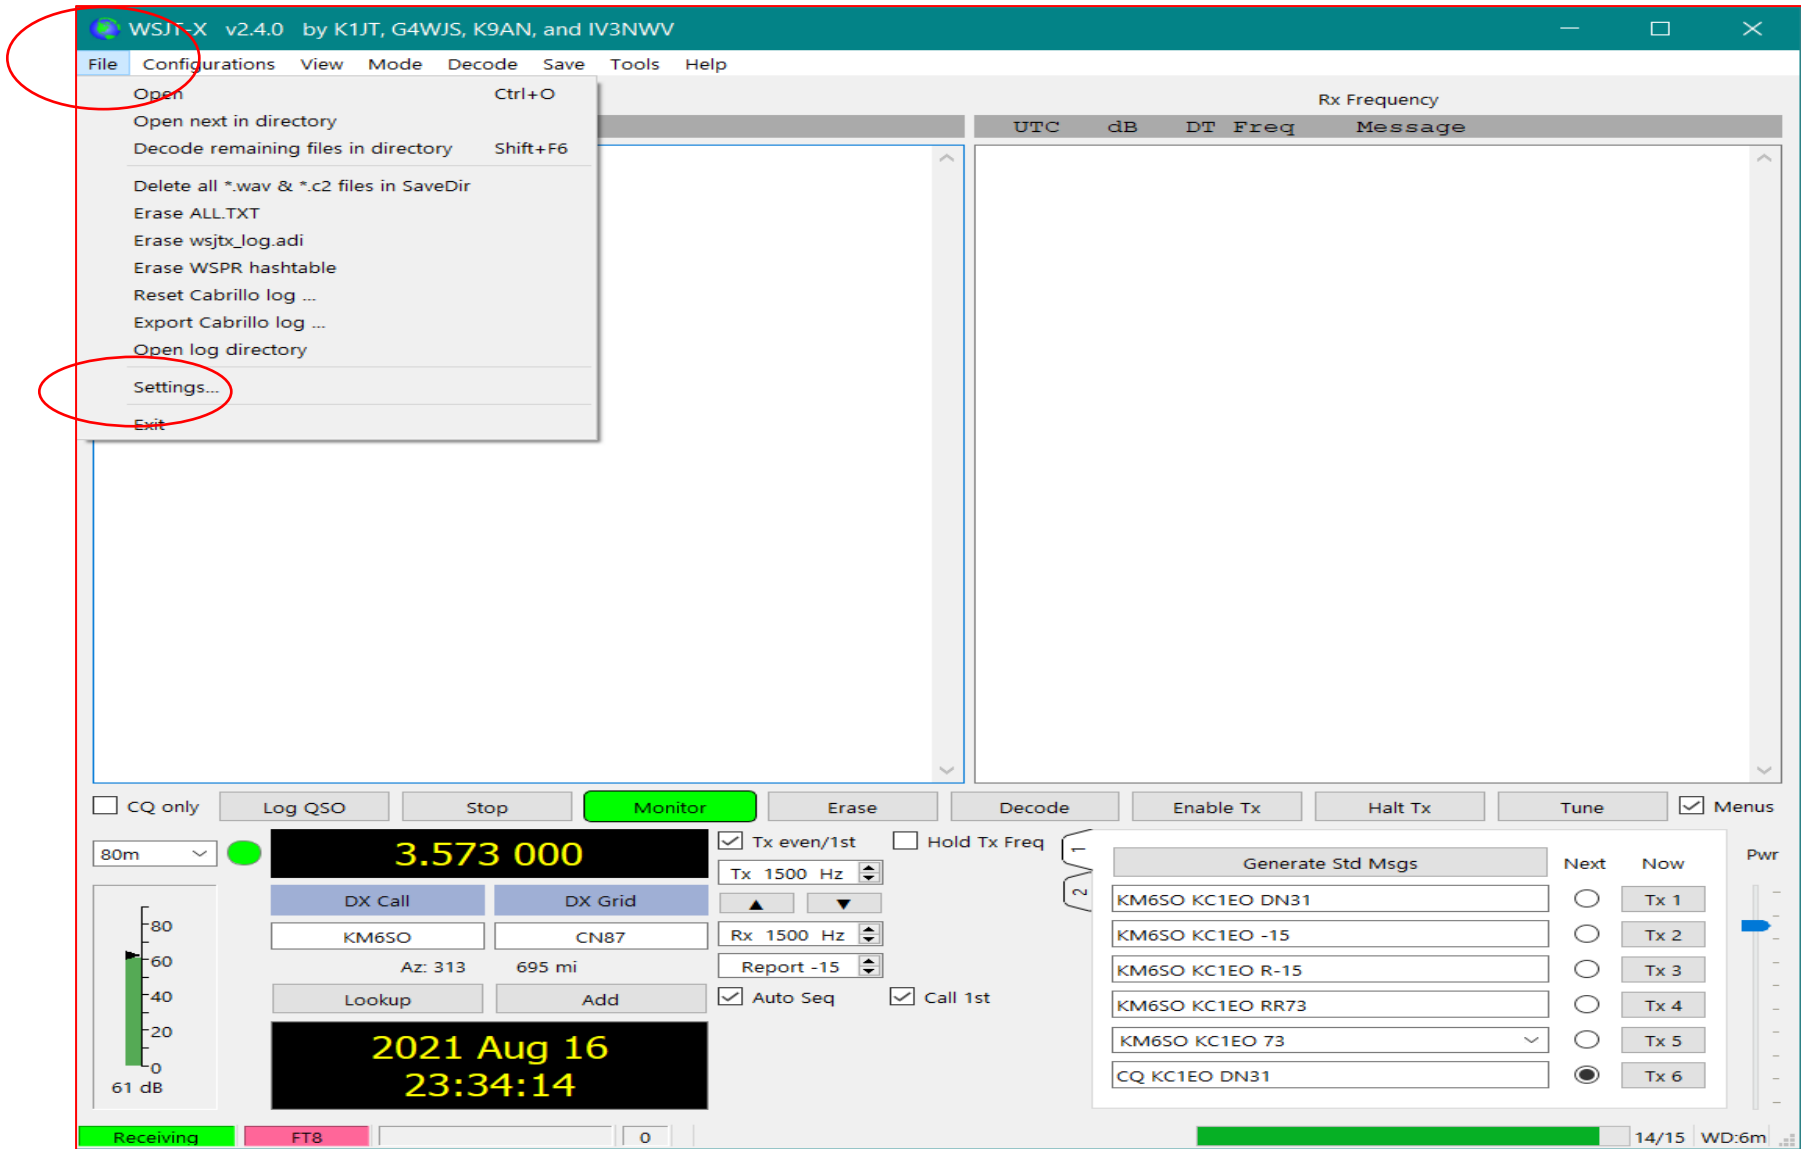 WSJT-X v2.4.0 by K1JT, G4WJS, K9AN, and IV3NWV
File Configurations View Mode Decode Save Tools Help
Open Ctrl+O
Open next in directory
Decode remaining files in directory Shift+F6
Delete all *.wav & *.c2 files in SaveDir
Erase ALL.TXT
Erase wsjtx_log.adi
Erase WSPR hashtable
Reset Cabrillo log ...
Export Cabrillo log ...
Open log directory
Settings...
Exit
Rx Frequency
UTC dB DT Freq Message
CQ only Log QSO Stop Monitor Erase Decode Enable Tx Halt Tx Tune Menus
80m
3.573 000
DX Call DX Grid
KM6SO CN87
Az: 313 695 mi
Lookup Add
2021 Aug 16
23:34:14
80
60
40
20
0
61 dB
Tx even/1st Hold Tx Freq
Tx 1500 Hz
Rx 1500 Hz
Report -15
Auto Seq Call 1st
1
2
Generate Std Msgs Next Now Pwr
KM6SO KC1EO DN31 Tx 1
KM6SO KC1EO -15 Tx 2
KM6SO KC1EO R-15 Tx 3
KM6SO KC1EO RR73 Tx 4
KM6SO KC1EO 73 Tx 5
CQ KC1EO DN31 Tx 6
Receiving FT8 0 14/15 WD:6m